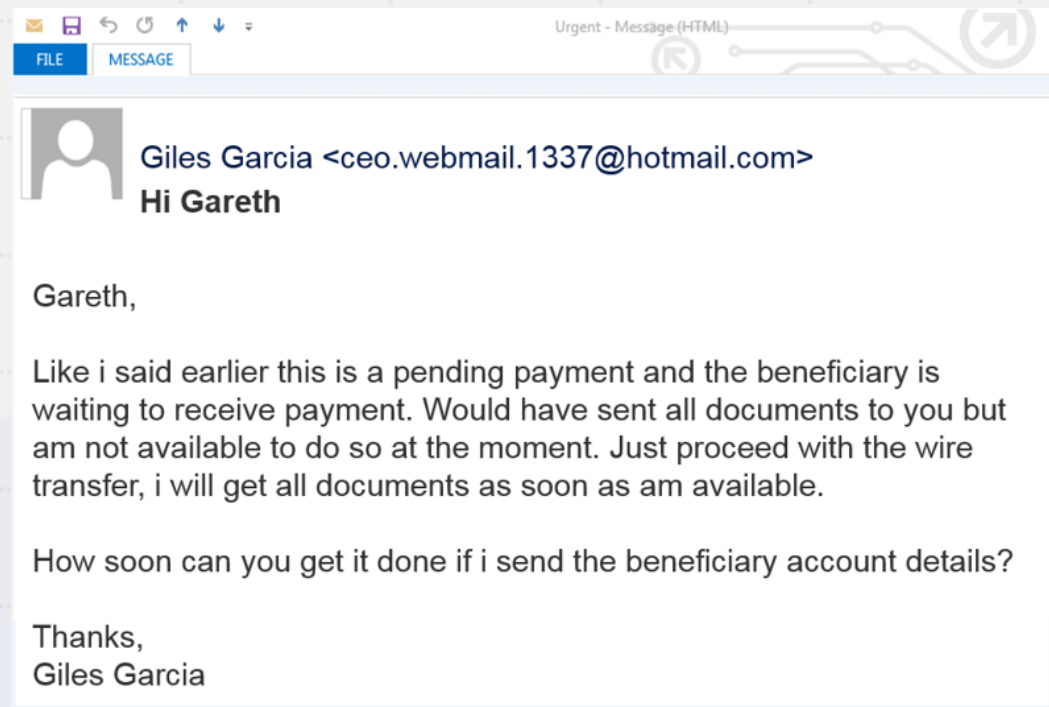 Urgent - Message (HTML)
FILE MESSAGE
Giles Garcia <ceo.webmail.1337@hotmail.com>
Hi Gareth
Gareth,
Like i said earlier this is a pending payment and the beneficiary is
waiting to receive payment. Would have sent all documents to you but
am not available to do so at the moment. Just proceed with the wire
transfer, i will get all documents as soon as am available.
How soon can you get it done if i send the beneficiary account details?
Thanks,
Giles Garcia